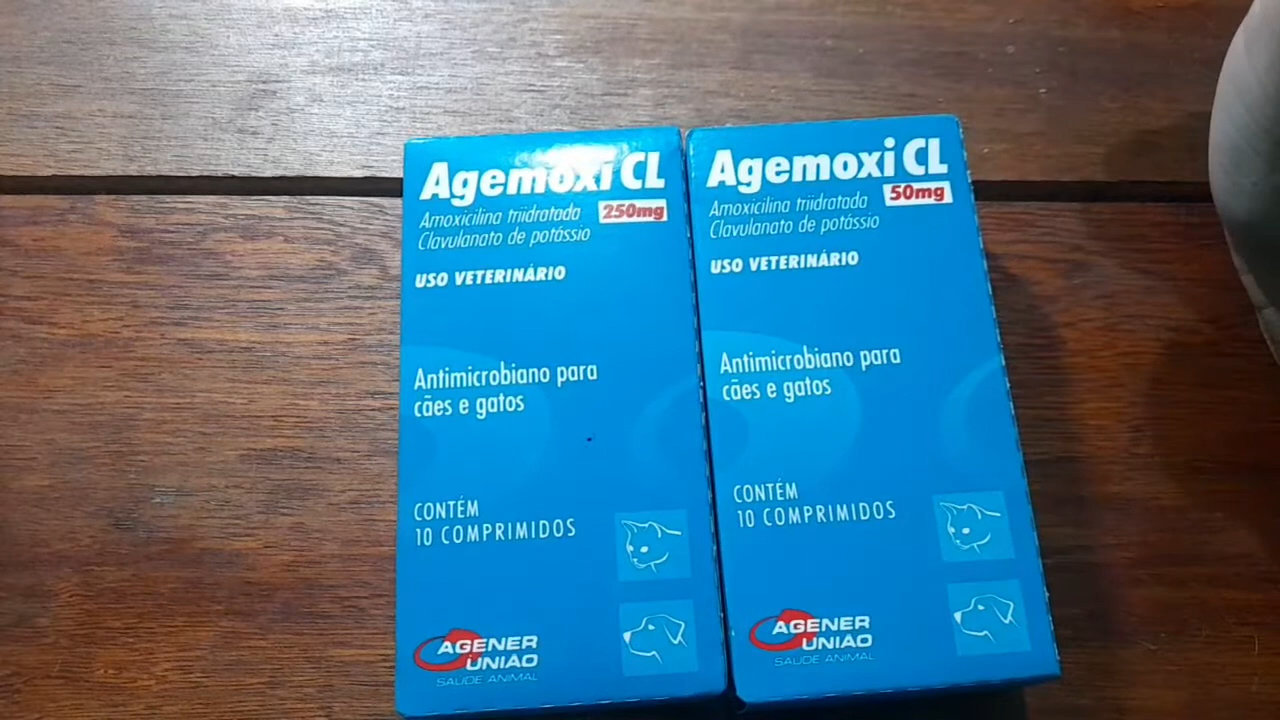 Agemoxi CL
Amoxicilina triidratada 250mg
Clavulanato de potássio
USO VETERINÁRIO
Antimicrobiano para
cães e gatos
CONTÉM
10 COMPRIMIDOS
AGENER
UNIÃO
SAÚDE ANIMAL
Agemoxi CL
Amoxicilina triidratada 50mg
Clavulanato de potássio
USO VETERINÁRIO
Antimicrobiano para
cães e gatos
CONTÉM
10 COMPRIMIDOS
AGENER
UNIÃO
SAÚDE ANIMAL